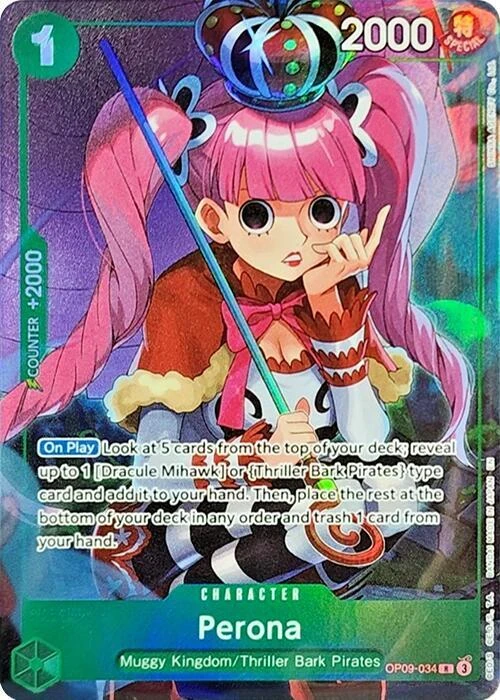 1
2000
特
SPECIAL
COUNTER +2000
On Play Look at 5 cards from the top of your deck; reveal
up to 1 [Dracule Mihawk] or {Thriller Bark Pirates} type
card and add it to your hand. Then, place the rest at the
bottom of your deck in any order and trash 1 card from
your hand.
CHARACTER
Perona
Muggy Kingdom/Thriller Bark Pirates
OP09-034 R 3